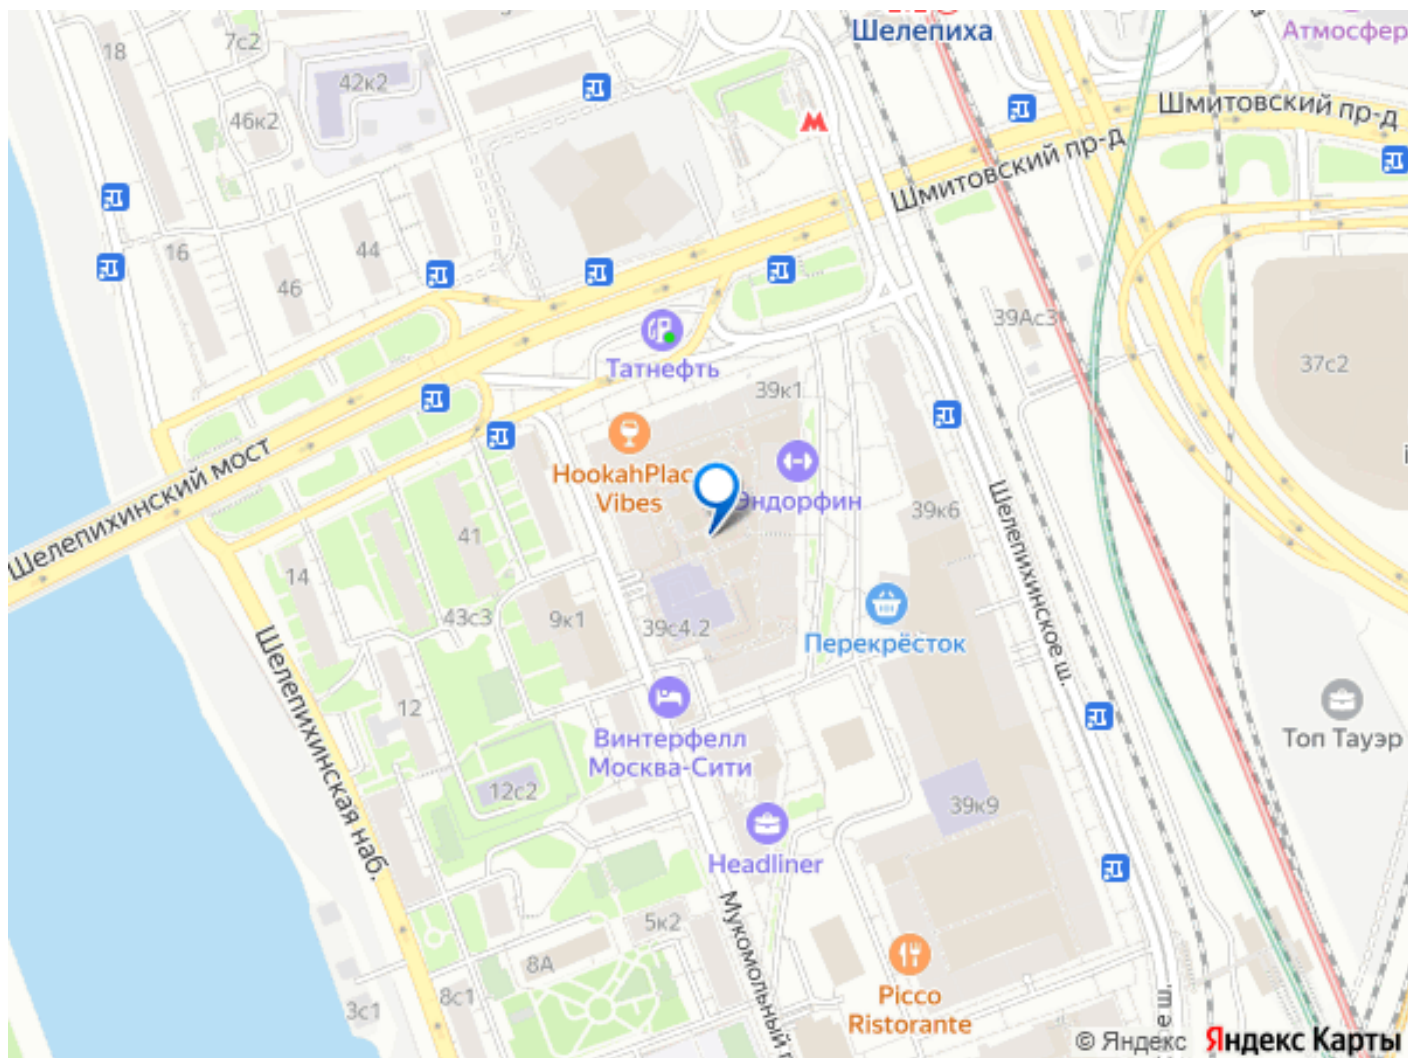 Шелепиха
Атмосфер
18
7с2
42к2
46к2
Шмитовский пр-д
Шмитовский пр-д
16
44
46
39Ас3
37с2
Татнефть
39к1
HookahPlac
Vibes
Эндорфин
39к6
Шелепихинский мост
41
14
43с3
9к1
39с4.2
Перекрёсток
Шелепихинское ш.
Шелепихинская наб.
12
Винтерфелл
Москва-Сити
Топ Тауэр
12с2
39к9
Headliner
5к2
8А
Мукомольный п
Picco
Ristorante
8с1
3с1
е ш.
© Яндекс Яндекс Карты